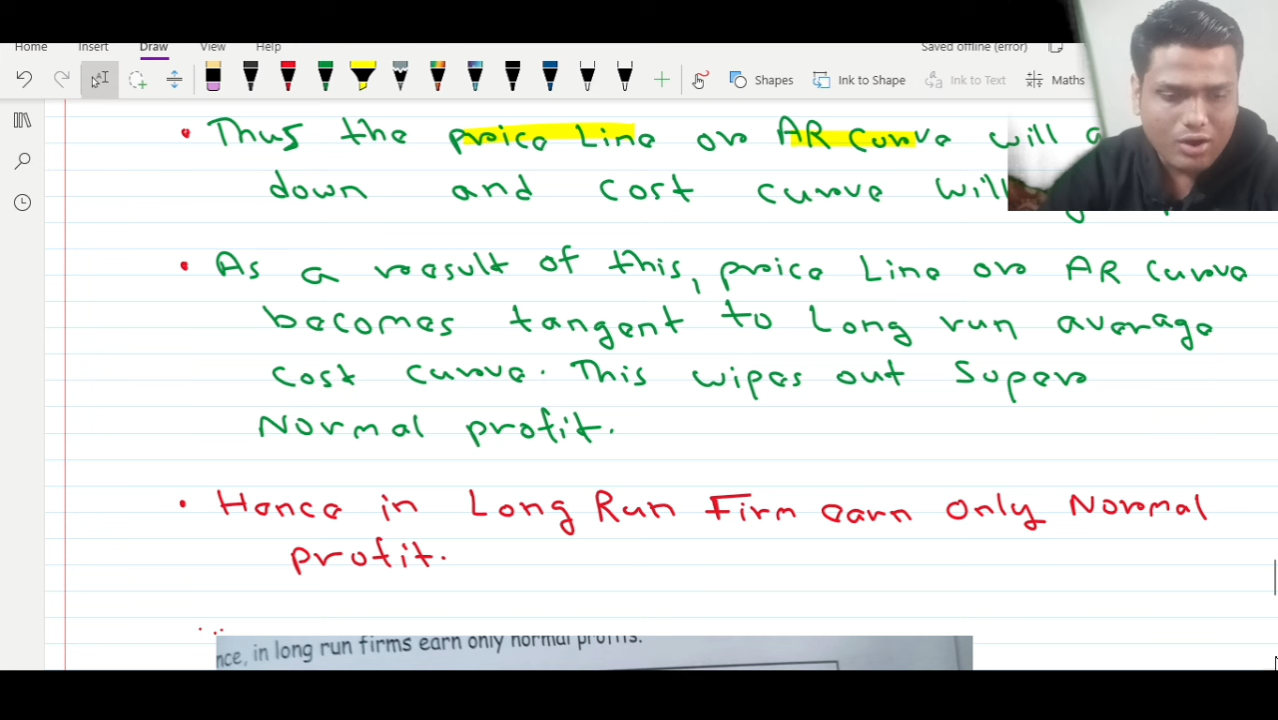 Home Insert Draw View Help Saved offline (error)
Shapes Ink to Shape Ink to Text Maths
• Thus the price Line or AR curve will
down and cost curve will
• As a result of this, price Line or AR curve
becomes tangent to Long run average
cost curve. This wipes out Super
Normal profit.
• Hence in Long Run Firm earn Only Normal
profit.
nce, in long run firms earn only normal profits.